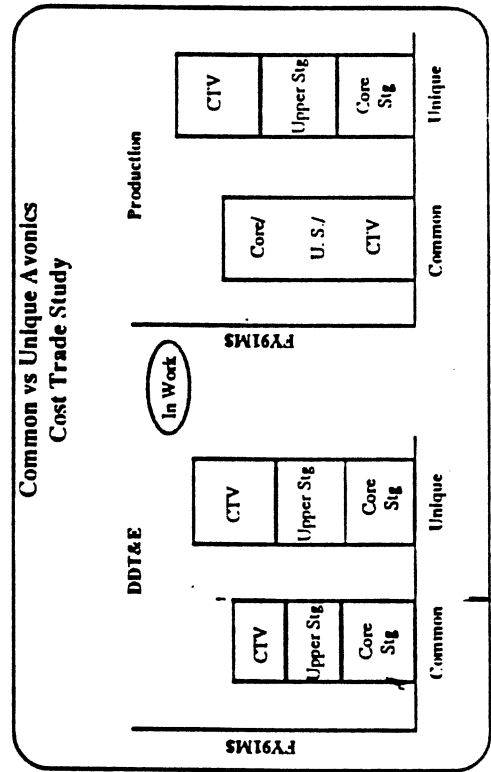 Common vs Unique Avonics
Cost Trade Study
DDT&E
In Work
Production
FY91M$
CTV
Upper Stg
Core
Stg
Common
CTV
Upper Stg
Core
Stg
Unique
FY91M$
Core/
U. S./
CTV
Common
CTV
Upper Stg
Core
Stg
Unique